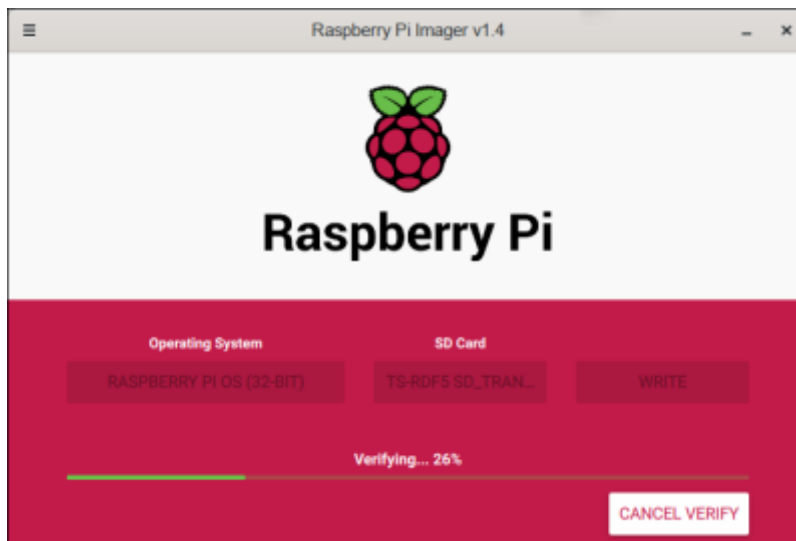 Raspberry Pi Imager v1.4
Raspberry Pi
Operating System SD Card
RASPBERRY PI OS (32-BIT) TS-RDF5 SD_TRAN... WRITE
Verifying... 26%
CANCEL VERIFY